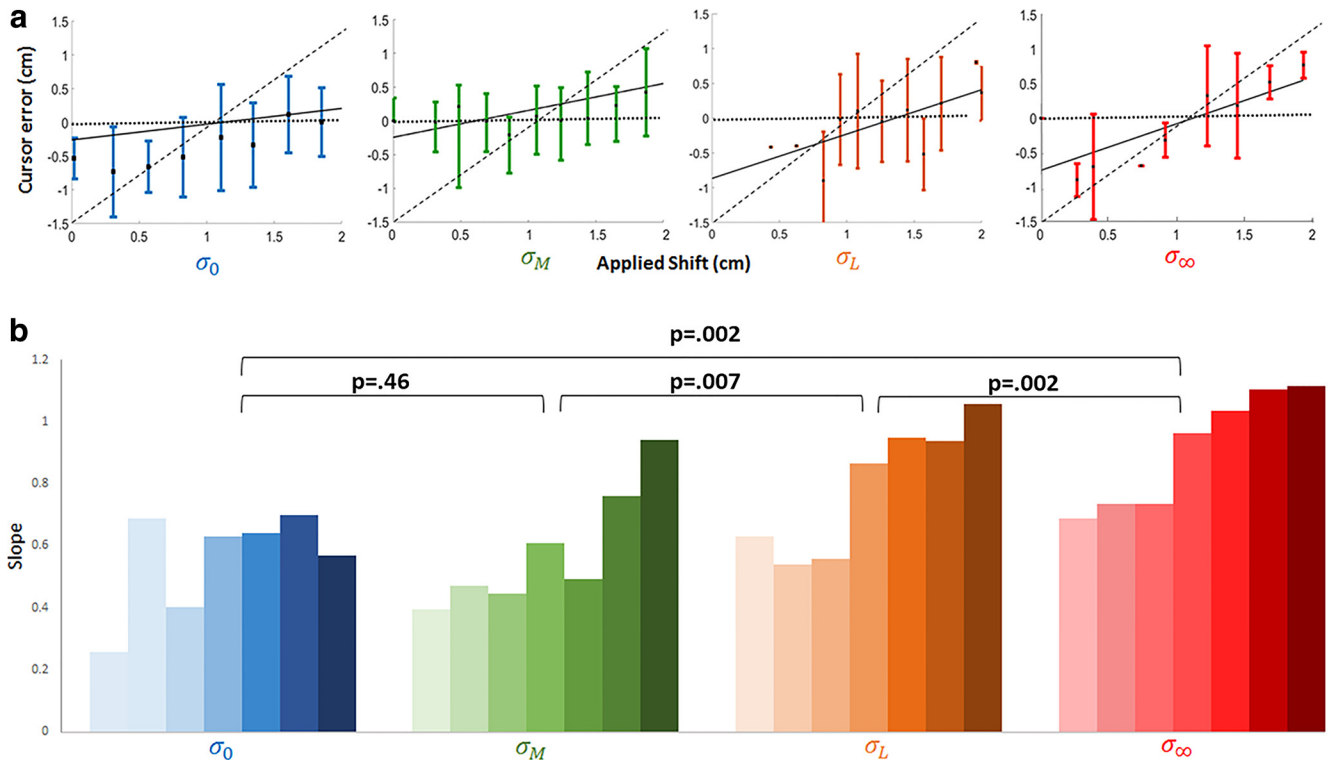 a
Cursor error (cm)
1.5
1
0.5
0
-0.5
-1
-1.5
0 0.5 1 1.5 2
σ0
1.5
1
0.5
0
-0.5
-1
-1.5
0 0.5 1 1.5 2
σM
Applied Shift (cm)
1.5
1
0.5
0
-0.5
-1
-1.5
0 0.5 1 1.5 2
σL
1.5
1
0.5
0
-0.5
-1
-1.5
0 0.5 1 1.5 2
σ∞
b
p=.002
p=.46 p=.007 p=.002
Slope
1.2
1
0.8
0.6
0.4
0.2
0
σ0 σM σL σ∞